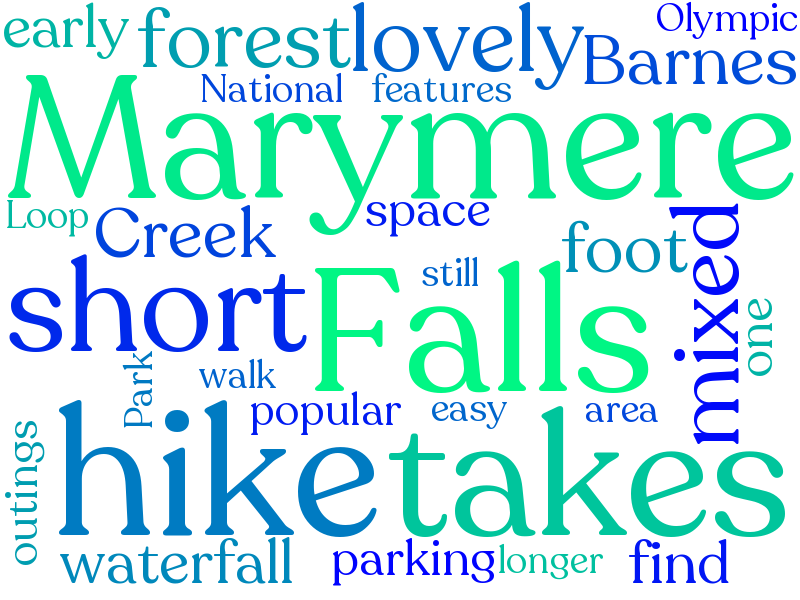 early forest lovely Olympic
Barnes
National features
Marymere
Loop Creek space
foot
mixed
short Falls still
one
Park walk
popular easy area
outings
hike takes
waterfall parking longer find